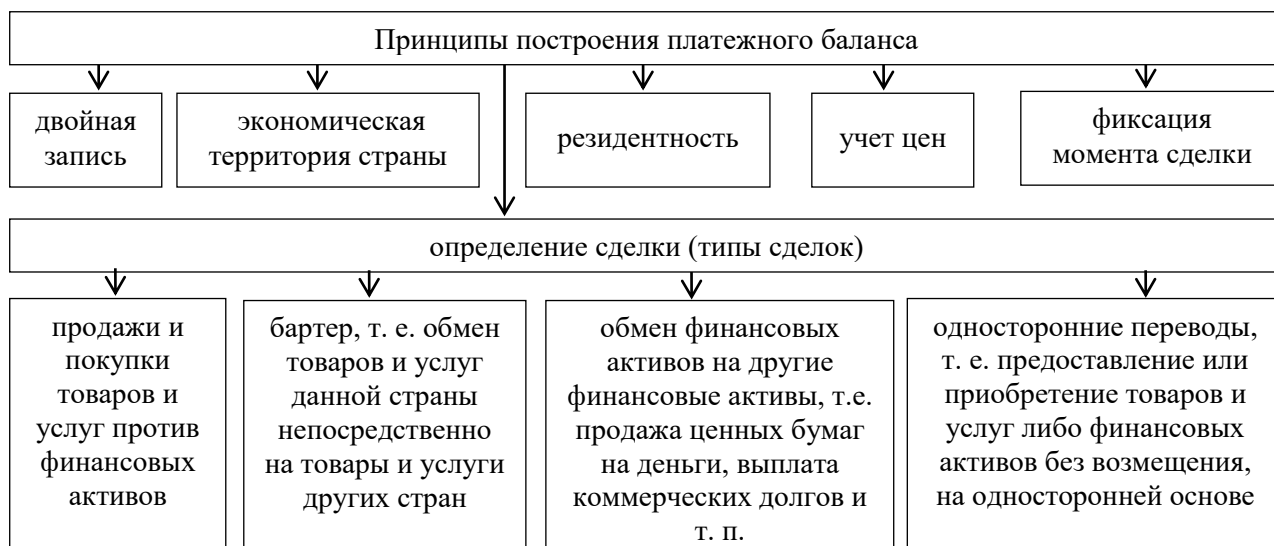 Принципы построения платежного баланса
двойная
запись
экономическая
территория страны
резидентность
учет цен
фиксация
момента сделки
определение сделки (типы сделок)
продажи и
покупки
товаров и
услуг против
финансовых
активов
бартер, т. е. обмен
товаров и услуг
данной страны
непосредственно
на товары и услуги
других стран
обмен финансовых
активов на другие
финансовые активы, т.е.
продажа ценных бумаг
на деньги, выплата
коммерческих долгов и
т. п.
односторонние переводы,
т. е. предоставление или
приобретение товаров и
услуг либо финансовых
активов без возмещения,
на односторонней основе